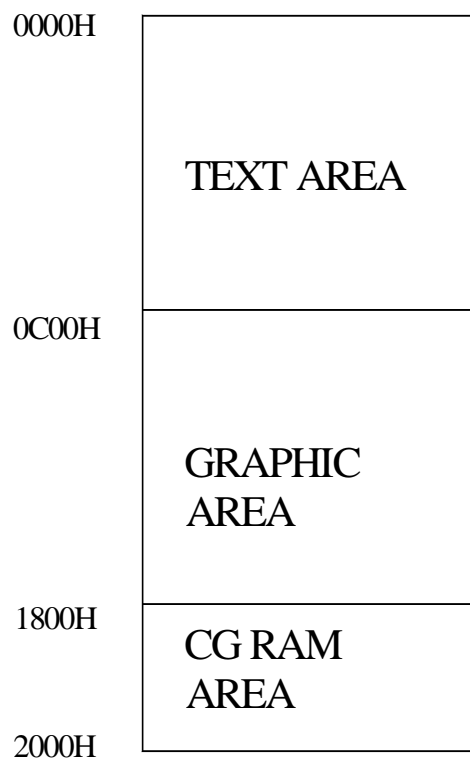 0000H
TEXT AREA
0C00H
GRAPHIC
AREA
1800H
CG RAM
AREA
2000H